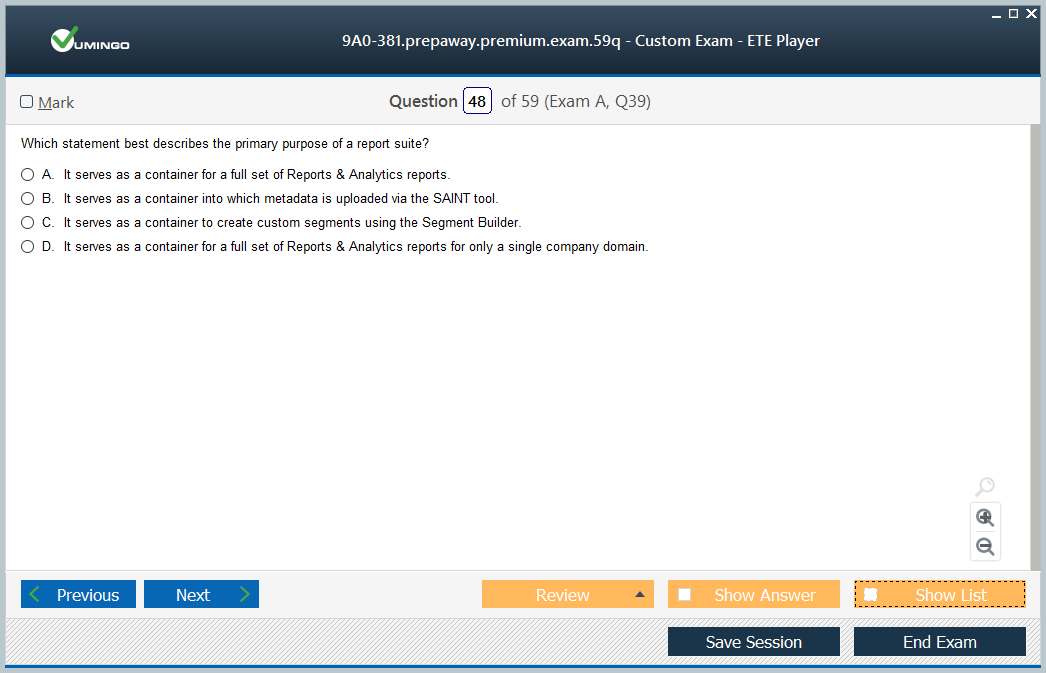 VUMINGO
9A0-381.prepaway.premium.exam.59q - Custom Exam - ETE Player
Mark
Question 48 of 59 (Exam A, Q39)
Which statement best describes the primary purpose of a report suite?
A. It serves as a container for a full set of Reports & Analytics reports.
B. It serves as a container into which metadata is uploaded via the SAINT tool.
C. It serves as a container to create custom segments using the Segment Builder.
D. It serves as a container for a full set of Reports & Analytics reports for only a single company domain.
Previous Next Review Show Answer Show List
Save Session End Exam